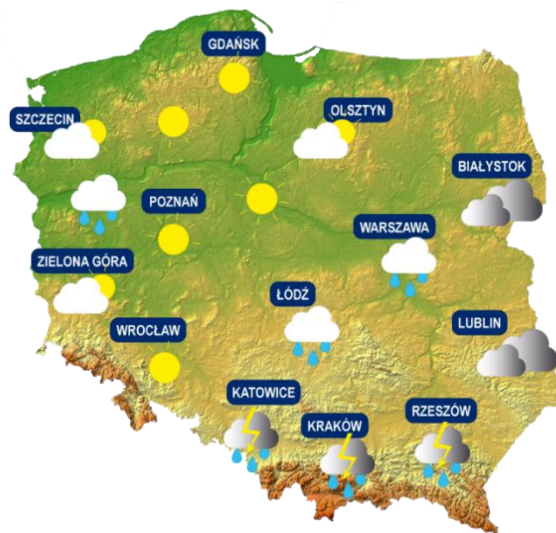 GDAŃSK
OLSZTYN
SZCZECIN
BIAŁYSTOK
POZNAŃ
WARSZAWA
ZIELONA GÓRA
ŁÓDŹ
WROCŁAW
LUBLIN
KATOWICE
RZESZÓW
KRAKÓW